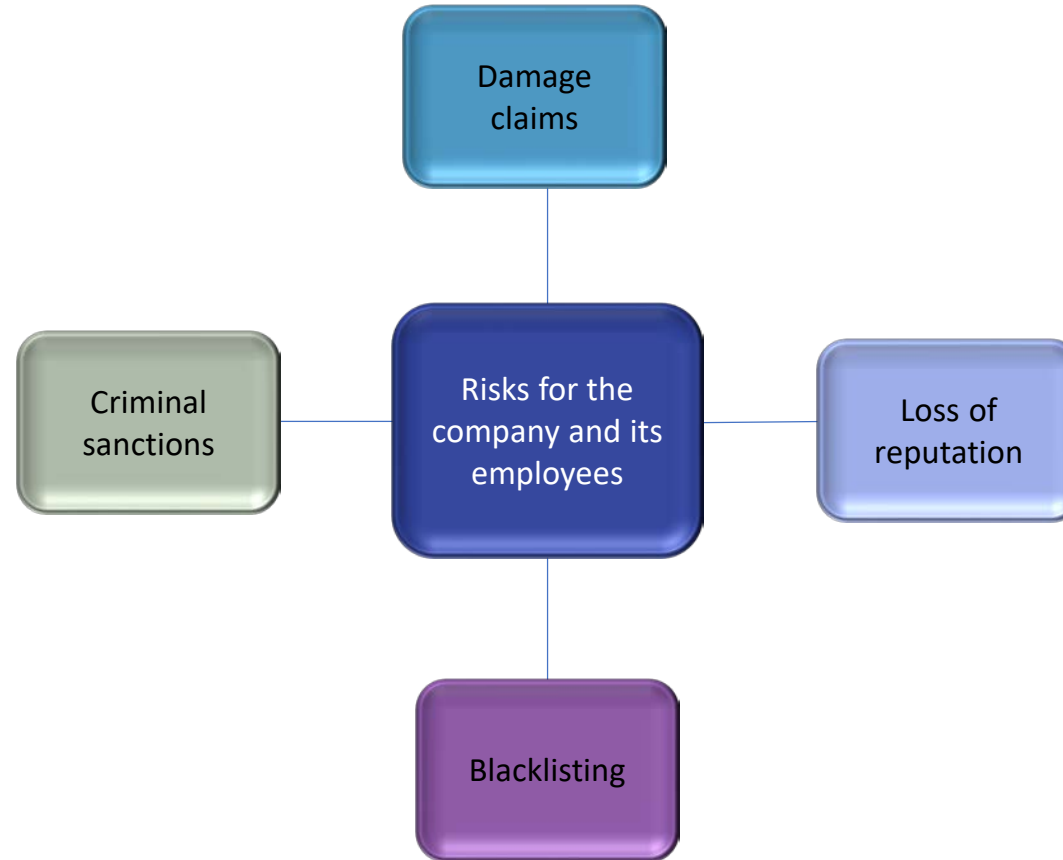 Damage
claims
Criminal
sanctions
Risks for the
company and its
employees
Loss of
reputation
Blacklisting